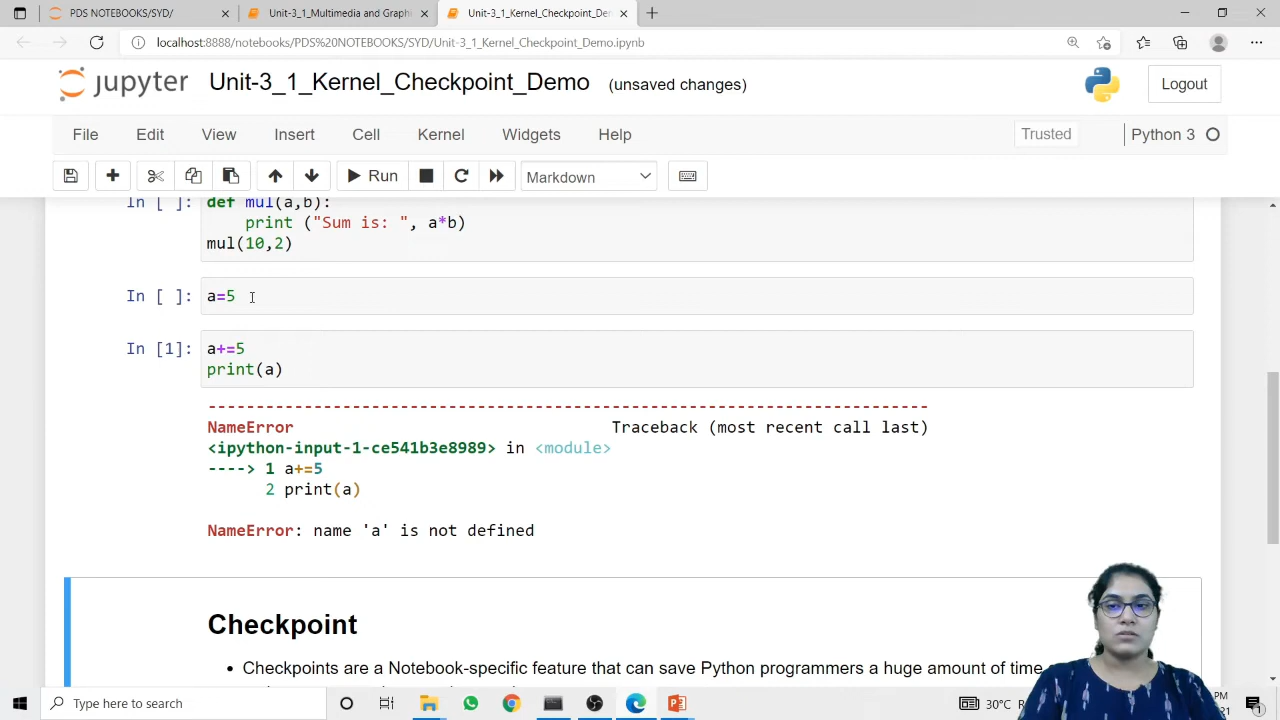 PDS NOTEBOOKS/SYD/
Unit-3_1_Multimedia and Graphi
Unit-3_1_Kernel_Checkpoint_De
localhost:8888/notebooks/PDS%20NOTEBOOKS/SYD/Unit-3_1_Kernel_Checkpoint_Demo.ipynb
jupyter Unit-3_1_Kernel_Checkpoint_Demo (unsaved changes)
Logout
File Edit View Insert Cell Kernel Widgets Help Trusted Python 3
Run Markdown
In [ ]: def mul(a,b):
print ("Sum is: ", a*b)
mul(10,2)
In [ ]: a=5
In [1]: a+=5
print(a)
---------------------------------------------------------------------------
NameError Traceback (most recent call last)
<ipython-input-1-ce541b3e8989> in <module>
----> 1 a+=5
2 print(a)
NameError: name 'a' is not defined
Checkpoint
• Checkpoints are a Notebook-specific feature that can save Python programmers a huge amount of time
Type here to search
30°C